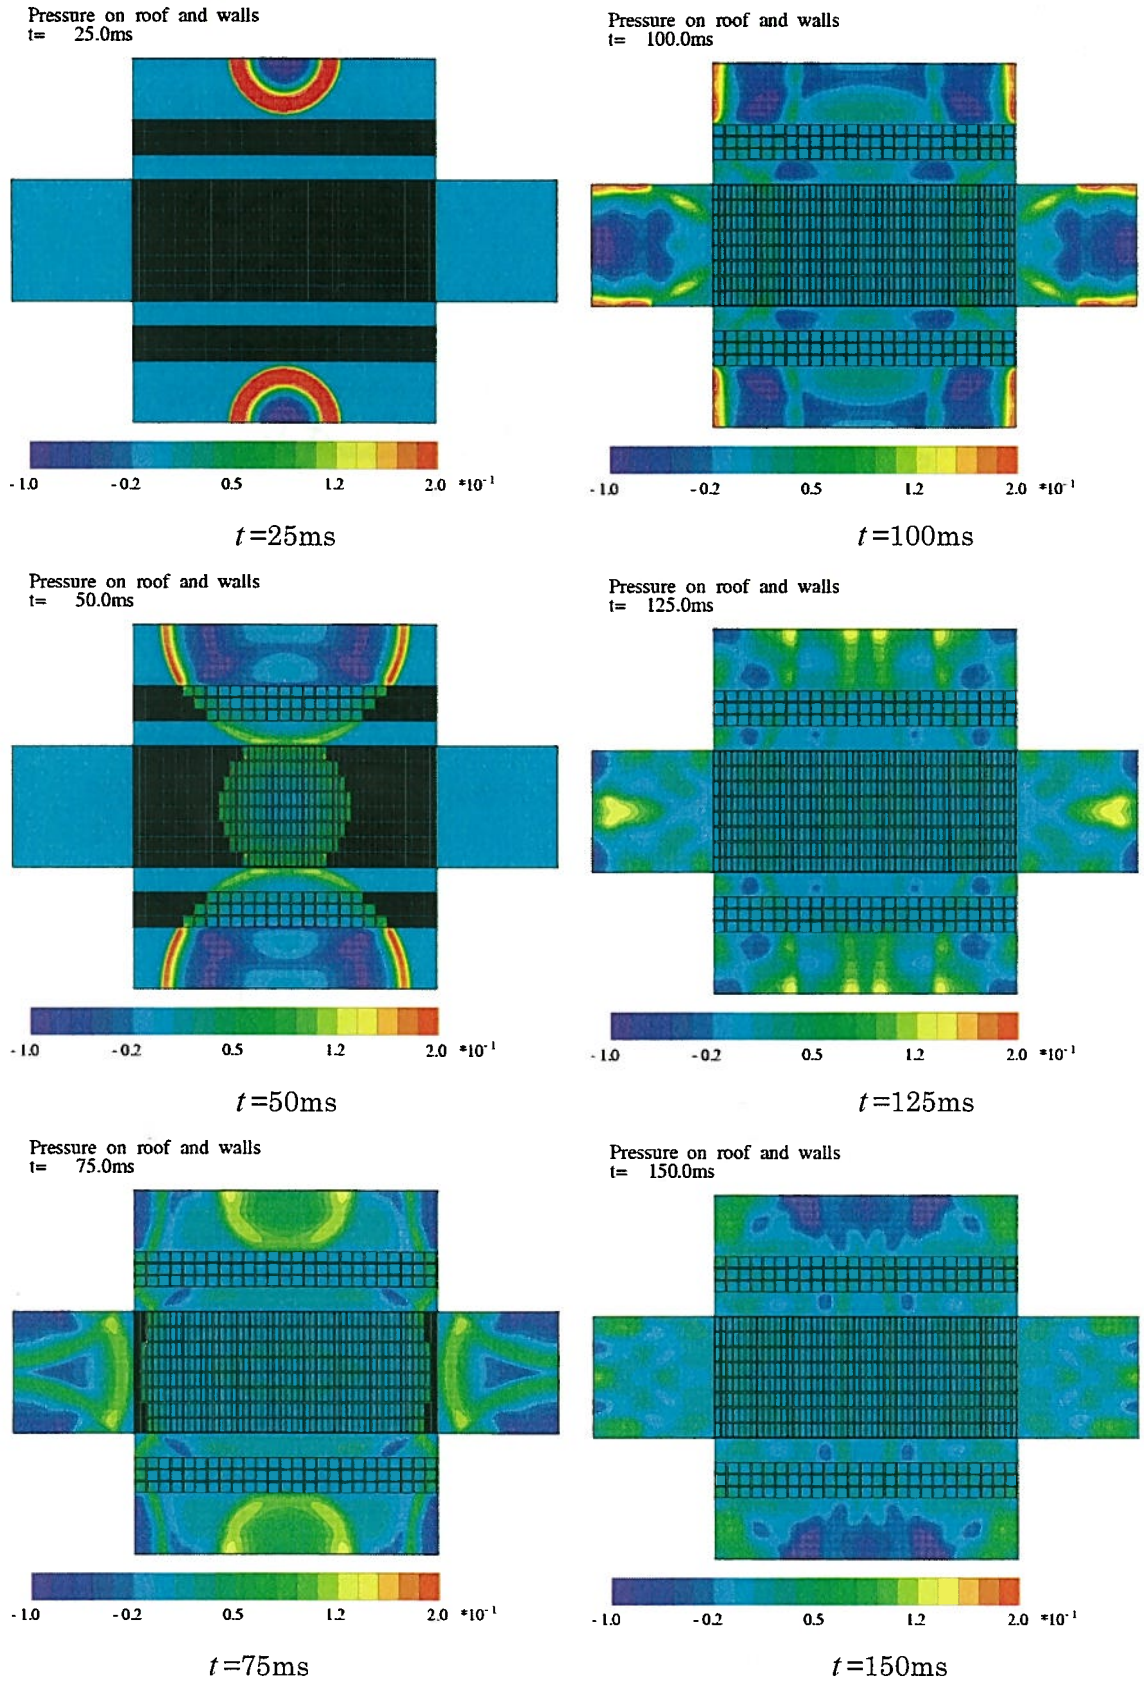 Pressure on roof and walls
t= 25.0ms
- 1.0 - 0.2 0.5 1.2 2.0 *10-1
t=25ms
Pressure on roof and walls
t= 50.0ms
- 1.0 - 0.2 0.5 1.2 2.0 *10-1
t=50ms
Pressure on roof and walls
t= 75.0ms
- 1.0 - 0.2 0.5 1.2 2.0 *10-1
t=75ms
Pressure on roof and walls
t= 100.0ms
- 1.0 - 0.2 0.5 1.2 2.0 *10-1
t=100ms
Pressure on roof and walls
t= 125.0ms
- 1.0 - 0.2 0.5 1.2 2.0 *10-1
t=125ms
Pressure on roof and walls
t= 150.0ms
- 1.0 - 0.2 0.5 1.2 2.0 *10-1
t=150ms